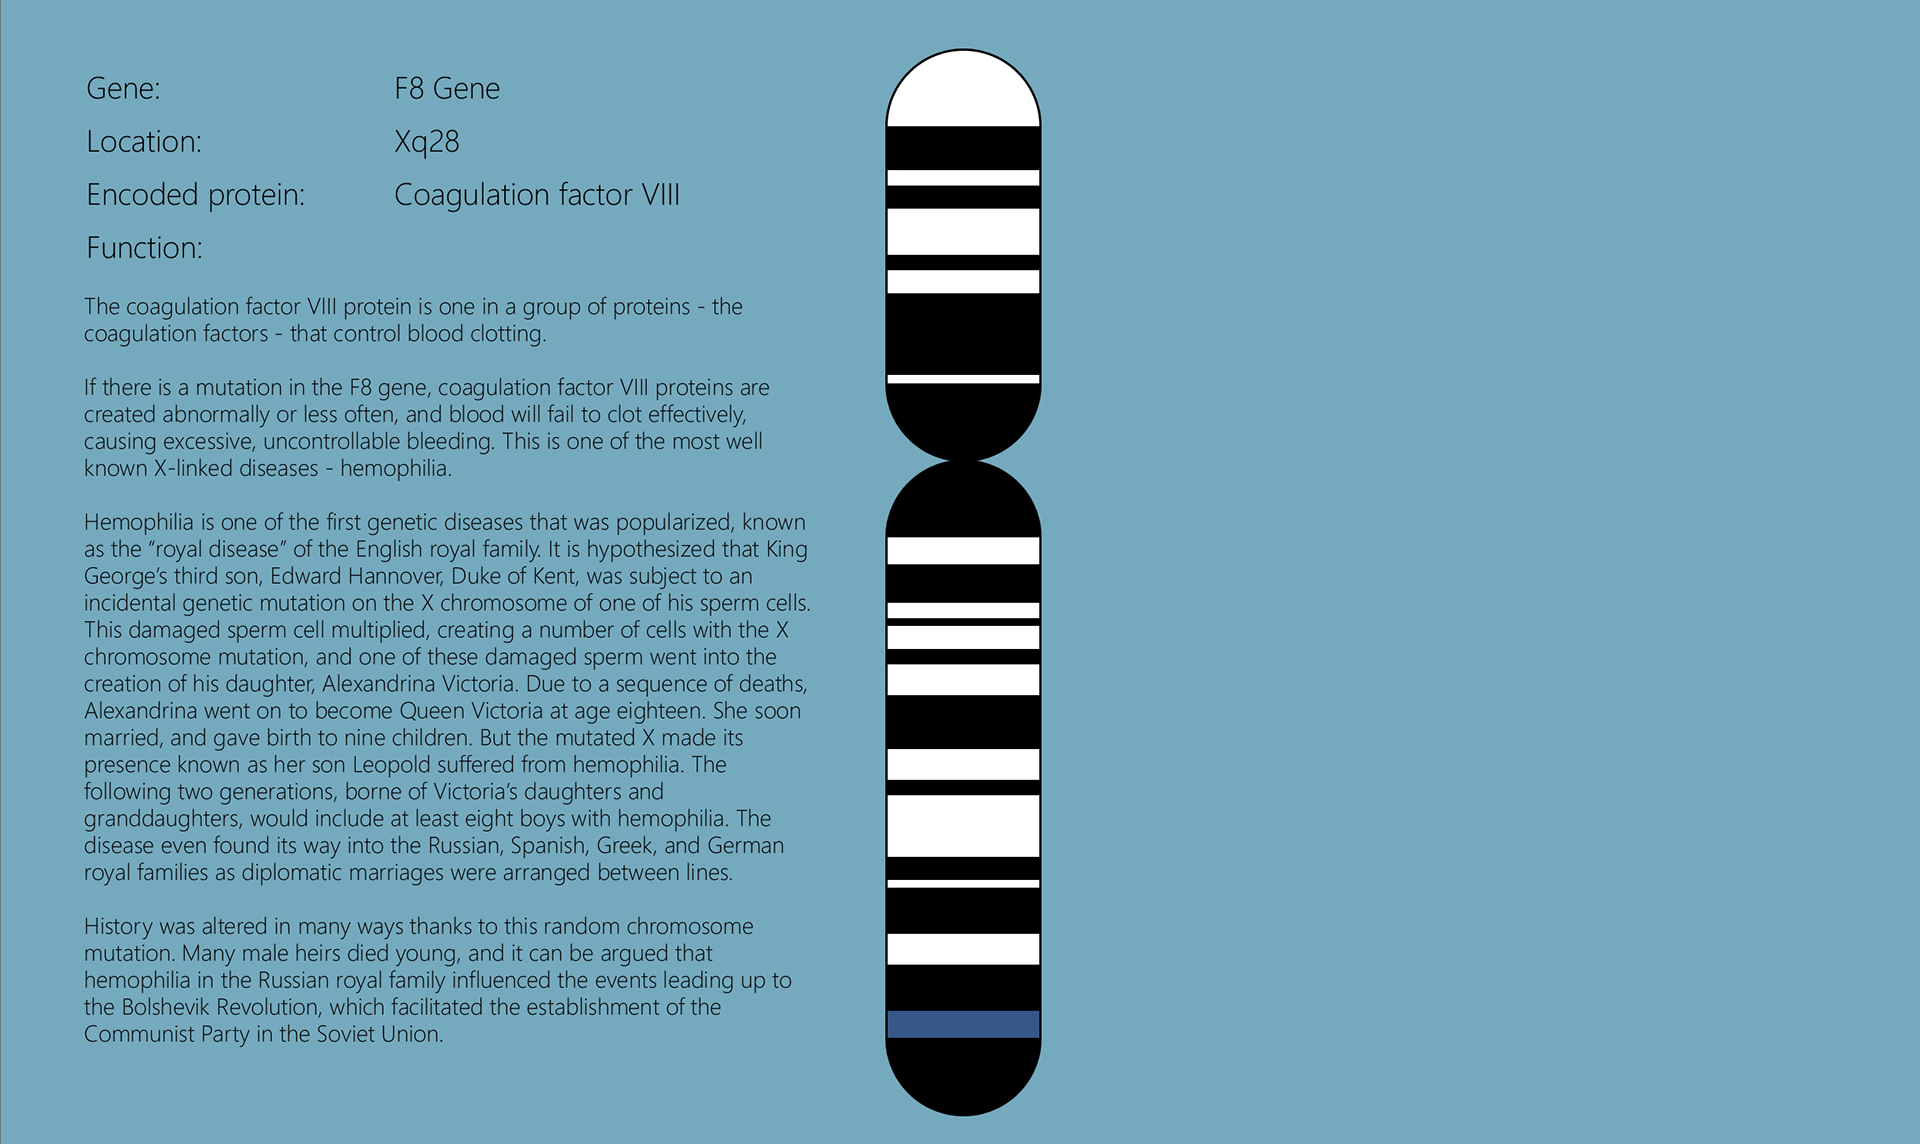 Gene: F8 Gene
Location: Xq28
Encoded protein: Coagulation factor VIII
Function:
The coagulation factor VIII protein is one in a group of proteins - the
coagulation factors - that control blood clotting.
If there is a mutation in the F8 gene, coagulation factor VIII proteins are
created abnormally or less often, and blood will fail to clot effectively,
causing excessive, uncontrollable bleeding. This is one of the most well
known X-linked diseases - hemophilia.
Hemophilia is one of the first genetic diseases that was popularized, known
as the “royal disease” of the English royal family. It is hypothesized that King
George’s third son, Edward Hannover, Duke of Kent, was subject to an
incidental genetic mutation on the X chromosome of one of his sperm cells.
This damaged sperm cell multiplied, creating a number of cells with the X
chromosome mutation, and one of these damaged sperm went into the
creation of his daughter, Alexandrina Victoria. Due to a sequence of deaths,
Alexandrina went on to become Queen Victoria at age eighteen. She soon
married, and gave birth to nine children. But the mutated X made its
presence known as her son Leopold suffered from hemophilia. The
following two generations, borne of Victoria’s daughters and
granddaughters, would include at least eight boys with hemophilia. The
disease even found its way into the Russian, Spanish, Greek, and German
royal families as diplomatic marriages were arranged between lines.
History was altered in many ways thanks to this random chromosome
mutation. Many male heirs died young, and it can be argued that
hemophilia in the Russian royal family influenced the events leading up to
the Bolshevik Revolution, which facilitated the establishment of the
Communist Party in the Soviet Union.